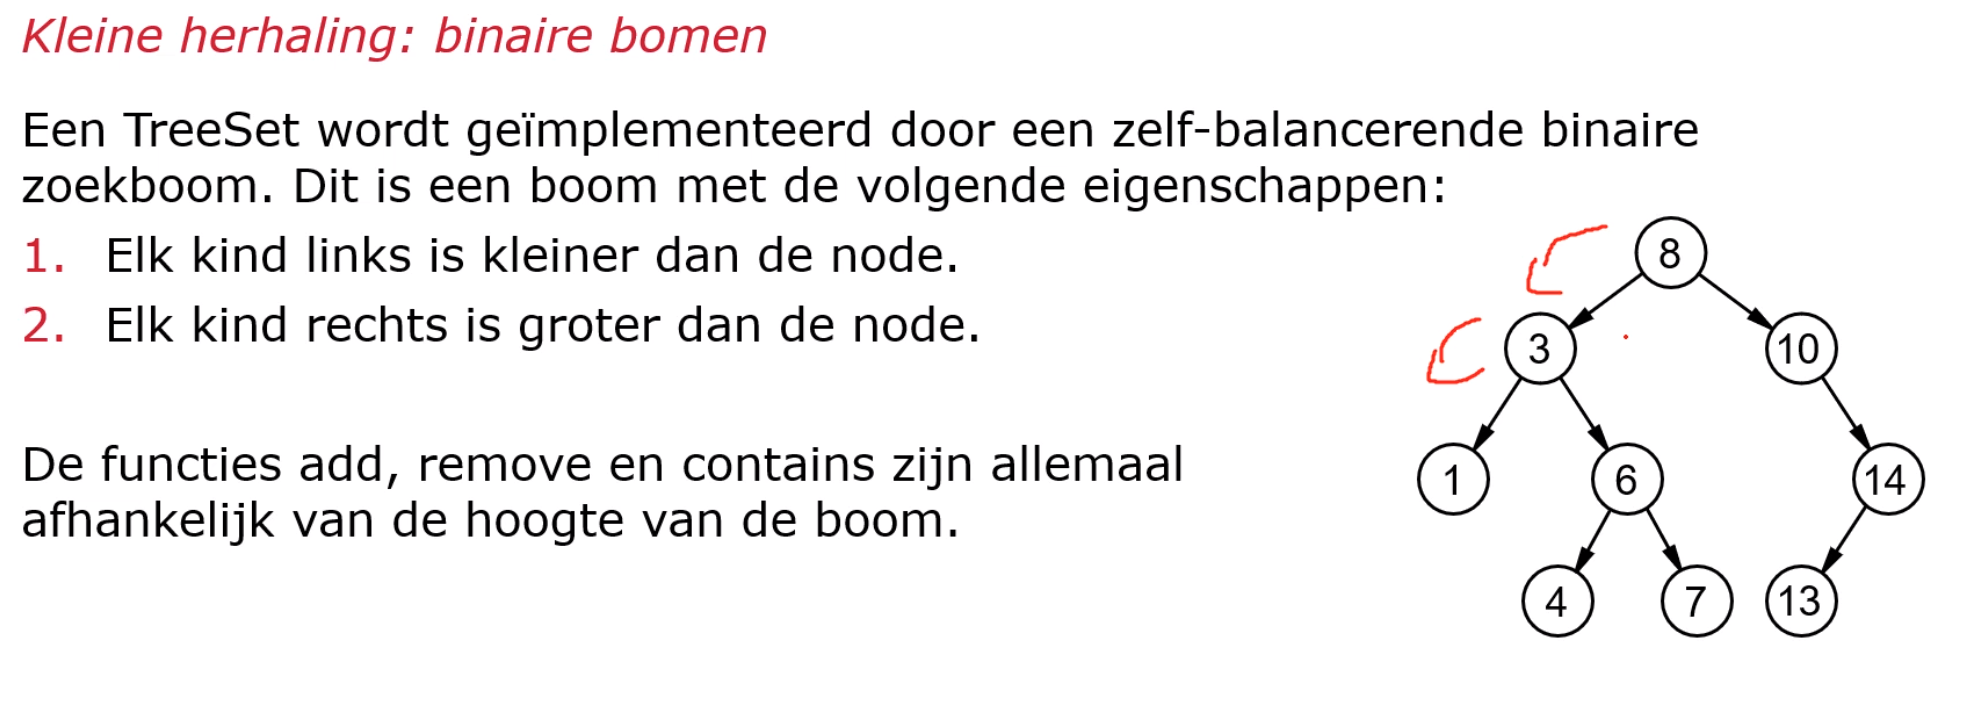 Kleine herhaling: binaire bomen
Een TreeSet wordt geïmplementeerd door een zelf-balancerende binaire
zoekboom. Dit is een boom met de volgende eigenschappen:
1. Elk kind links is kleiner dan de node.
2. Elk kind rechts is groter dan de node.
De functies add, remove en contains zijn allemaal
afhankelijk van de hoogte van de boom.
8
3 10
1 6 14
4 7 13